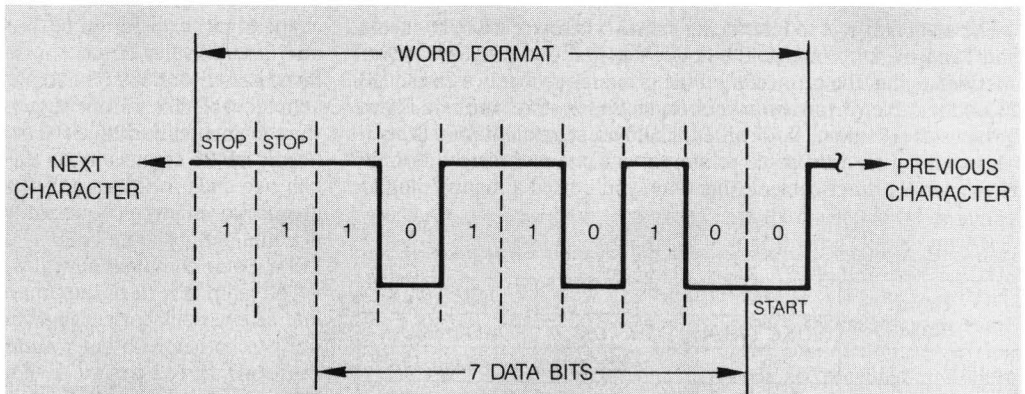 WORD FORMAT
STOP STOP
NEXT CHARACTER
PREVIOUS CHARACTER
1 1 1 0 1 1 0 1 0 0
START
7 DATA BITS